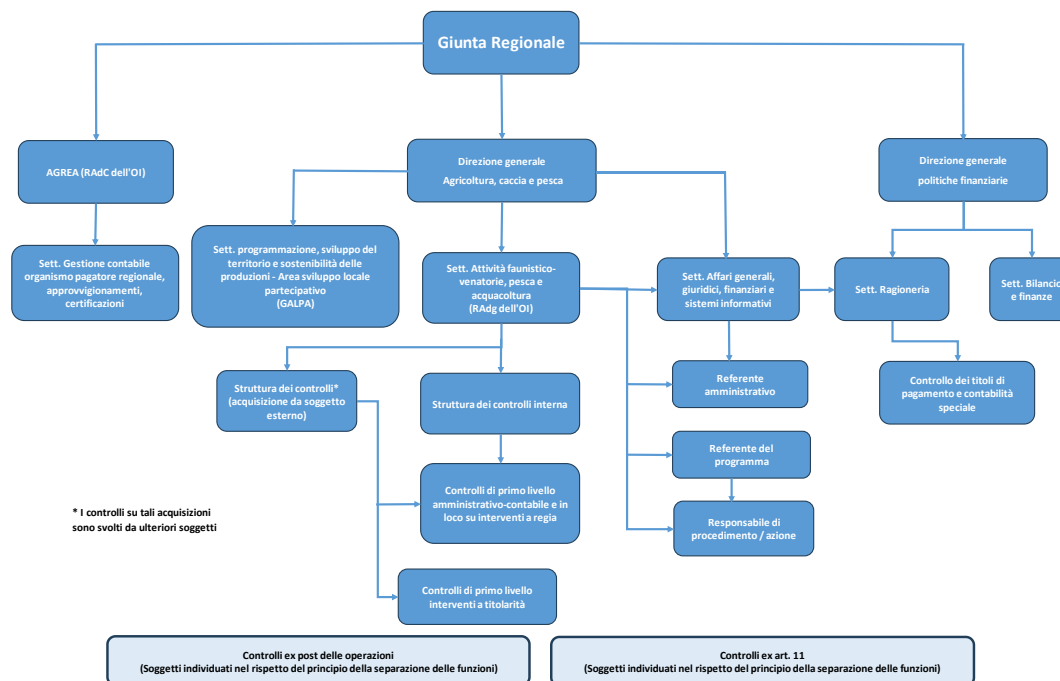 Giunta Regionale
AGREA (RAdC dell'OI)
Direzione generale
Agricoltura, caccia e pesca
Direzione generale
politiche finanziarie
Sett. Gestione contabile
organismo pagatore regionale,
approvvigionamenti,
certificazioni
Sett. programmazione, sviluppo del
territorio e sostenibilità delle
produzioni - Area sviluppo locale
partecipativo
(GALPA)
Sett. Attività faunistico-
venatorie, pesca e
acquacoltura
(RAdg dell'OI)
Sett. Affari generali,
giuridici, finanziari e
sistemi informativi
Sett. Ragioneria
Sett. Bilancio
e finanze
Struttura dei controlli*
(acquisizione da soggetto
esterno)
Struttura dei controlli interna
Referente
amministrativo
Controllo dei titoli di
pagamento e contabilità
speciale
Referente del
programma
* I controlli su tali acquisizioni
sono svolti da ulteriori soggetti
Controlli di primo livello
amministrativo-contabile e in
loco su interventi a regia
Responsabile di
procedimento / azione
Controlli di primo livello
interventi a titolarità
Controlli ex post delle operazioni
(Soggetti individuati nel rispetto del principio della separazione delle funzioni)
Controlli ex art. 11
(Soggetti individuati nel rispetto del principio della separazione delle funzioni)